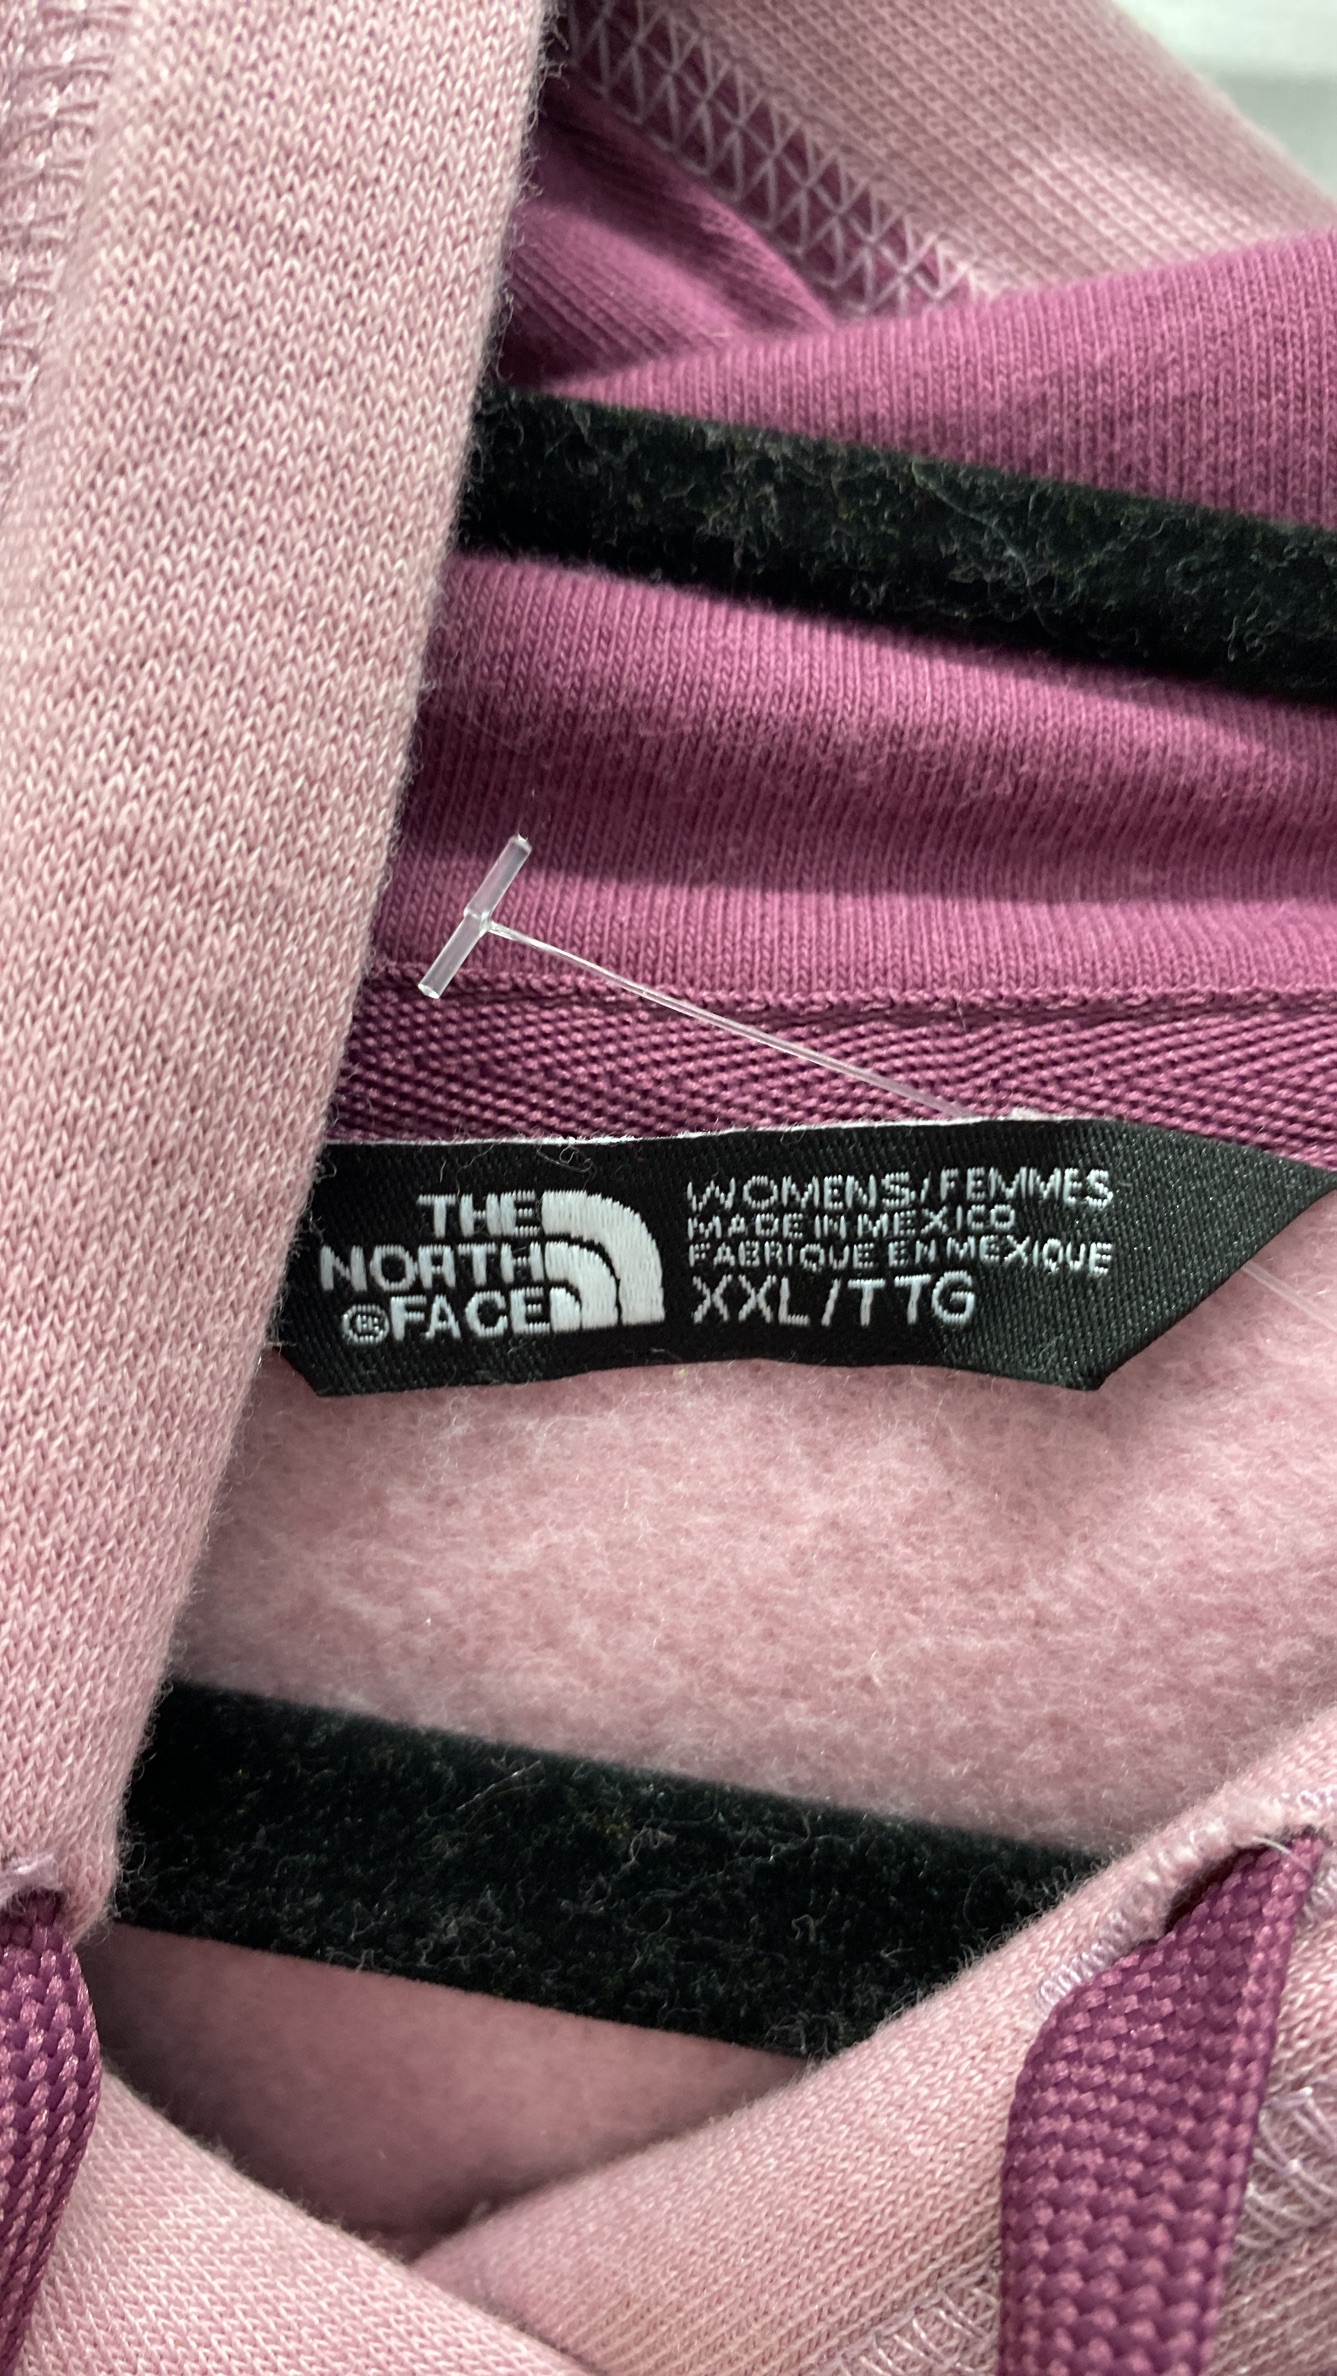 THE
NORTH
®FACE
WOMENS/FEMMES
MADE IN MEXICO
FABRIQUE EN MEXIQUE
XXL/TTG